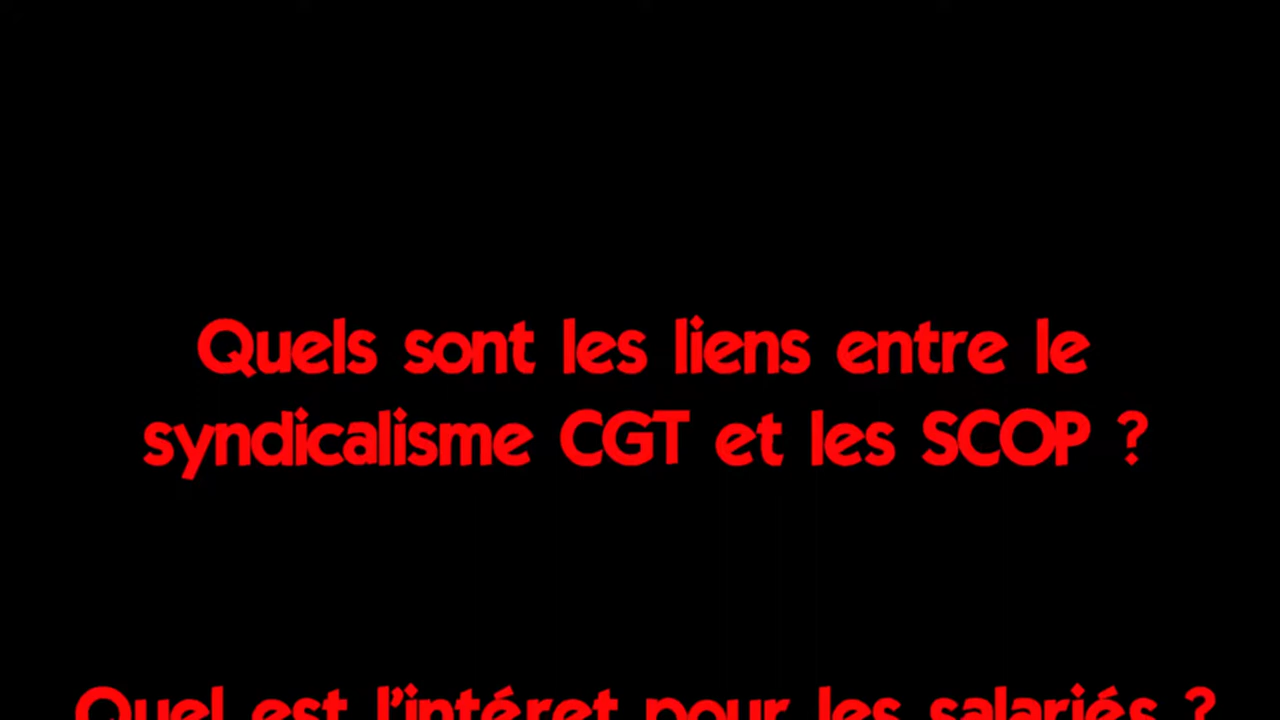 Quels sont les liens entre le
syndicalisme CGT et les SCOP ?
Quel est l'intéret pour les salariés ?